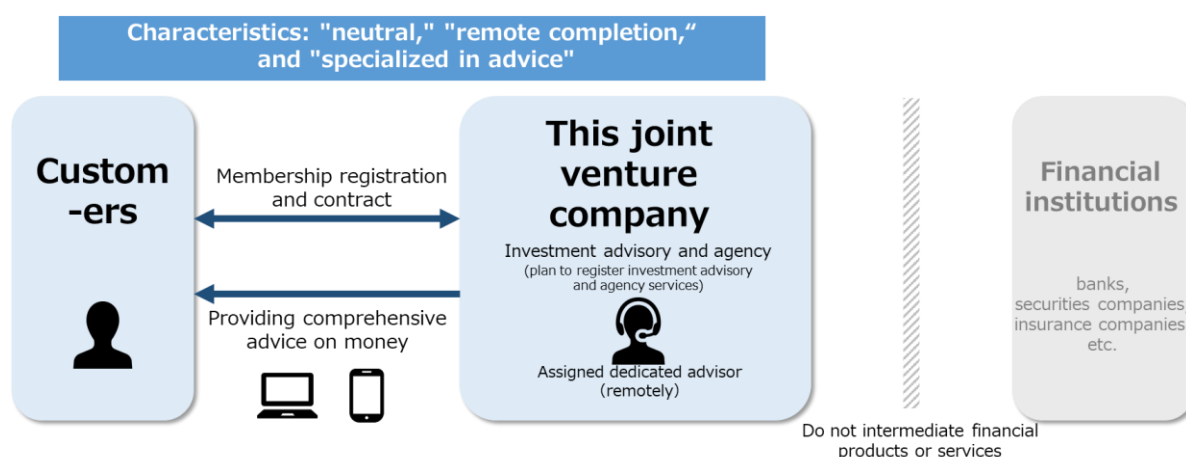 Characteristics: "neutral," "remote completion,“
and "specialized in advice"
Custom
-ers
Membership registration
and contract
Providing comprehensive
advice on money
This joint
venture
company
Investment advisory and agency
(plan to register investment advisory
and agency services)
Assigned dedicated advisor
(remotely)
Do not intermediate financial
products or services
Financial
institutions
banks,
securities companies,
insurance companies
etc.